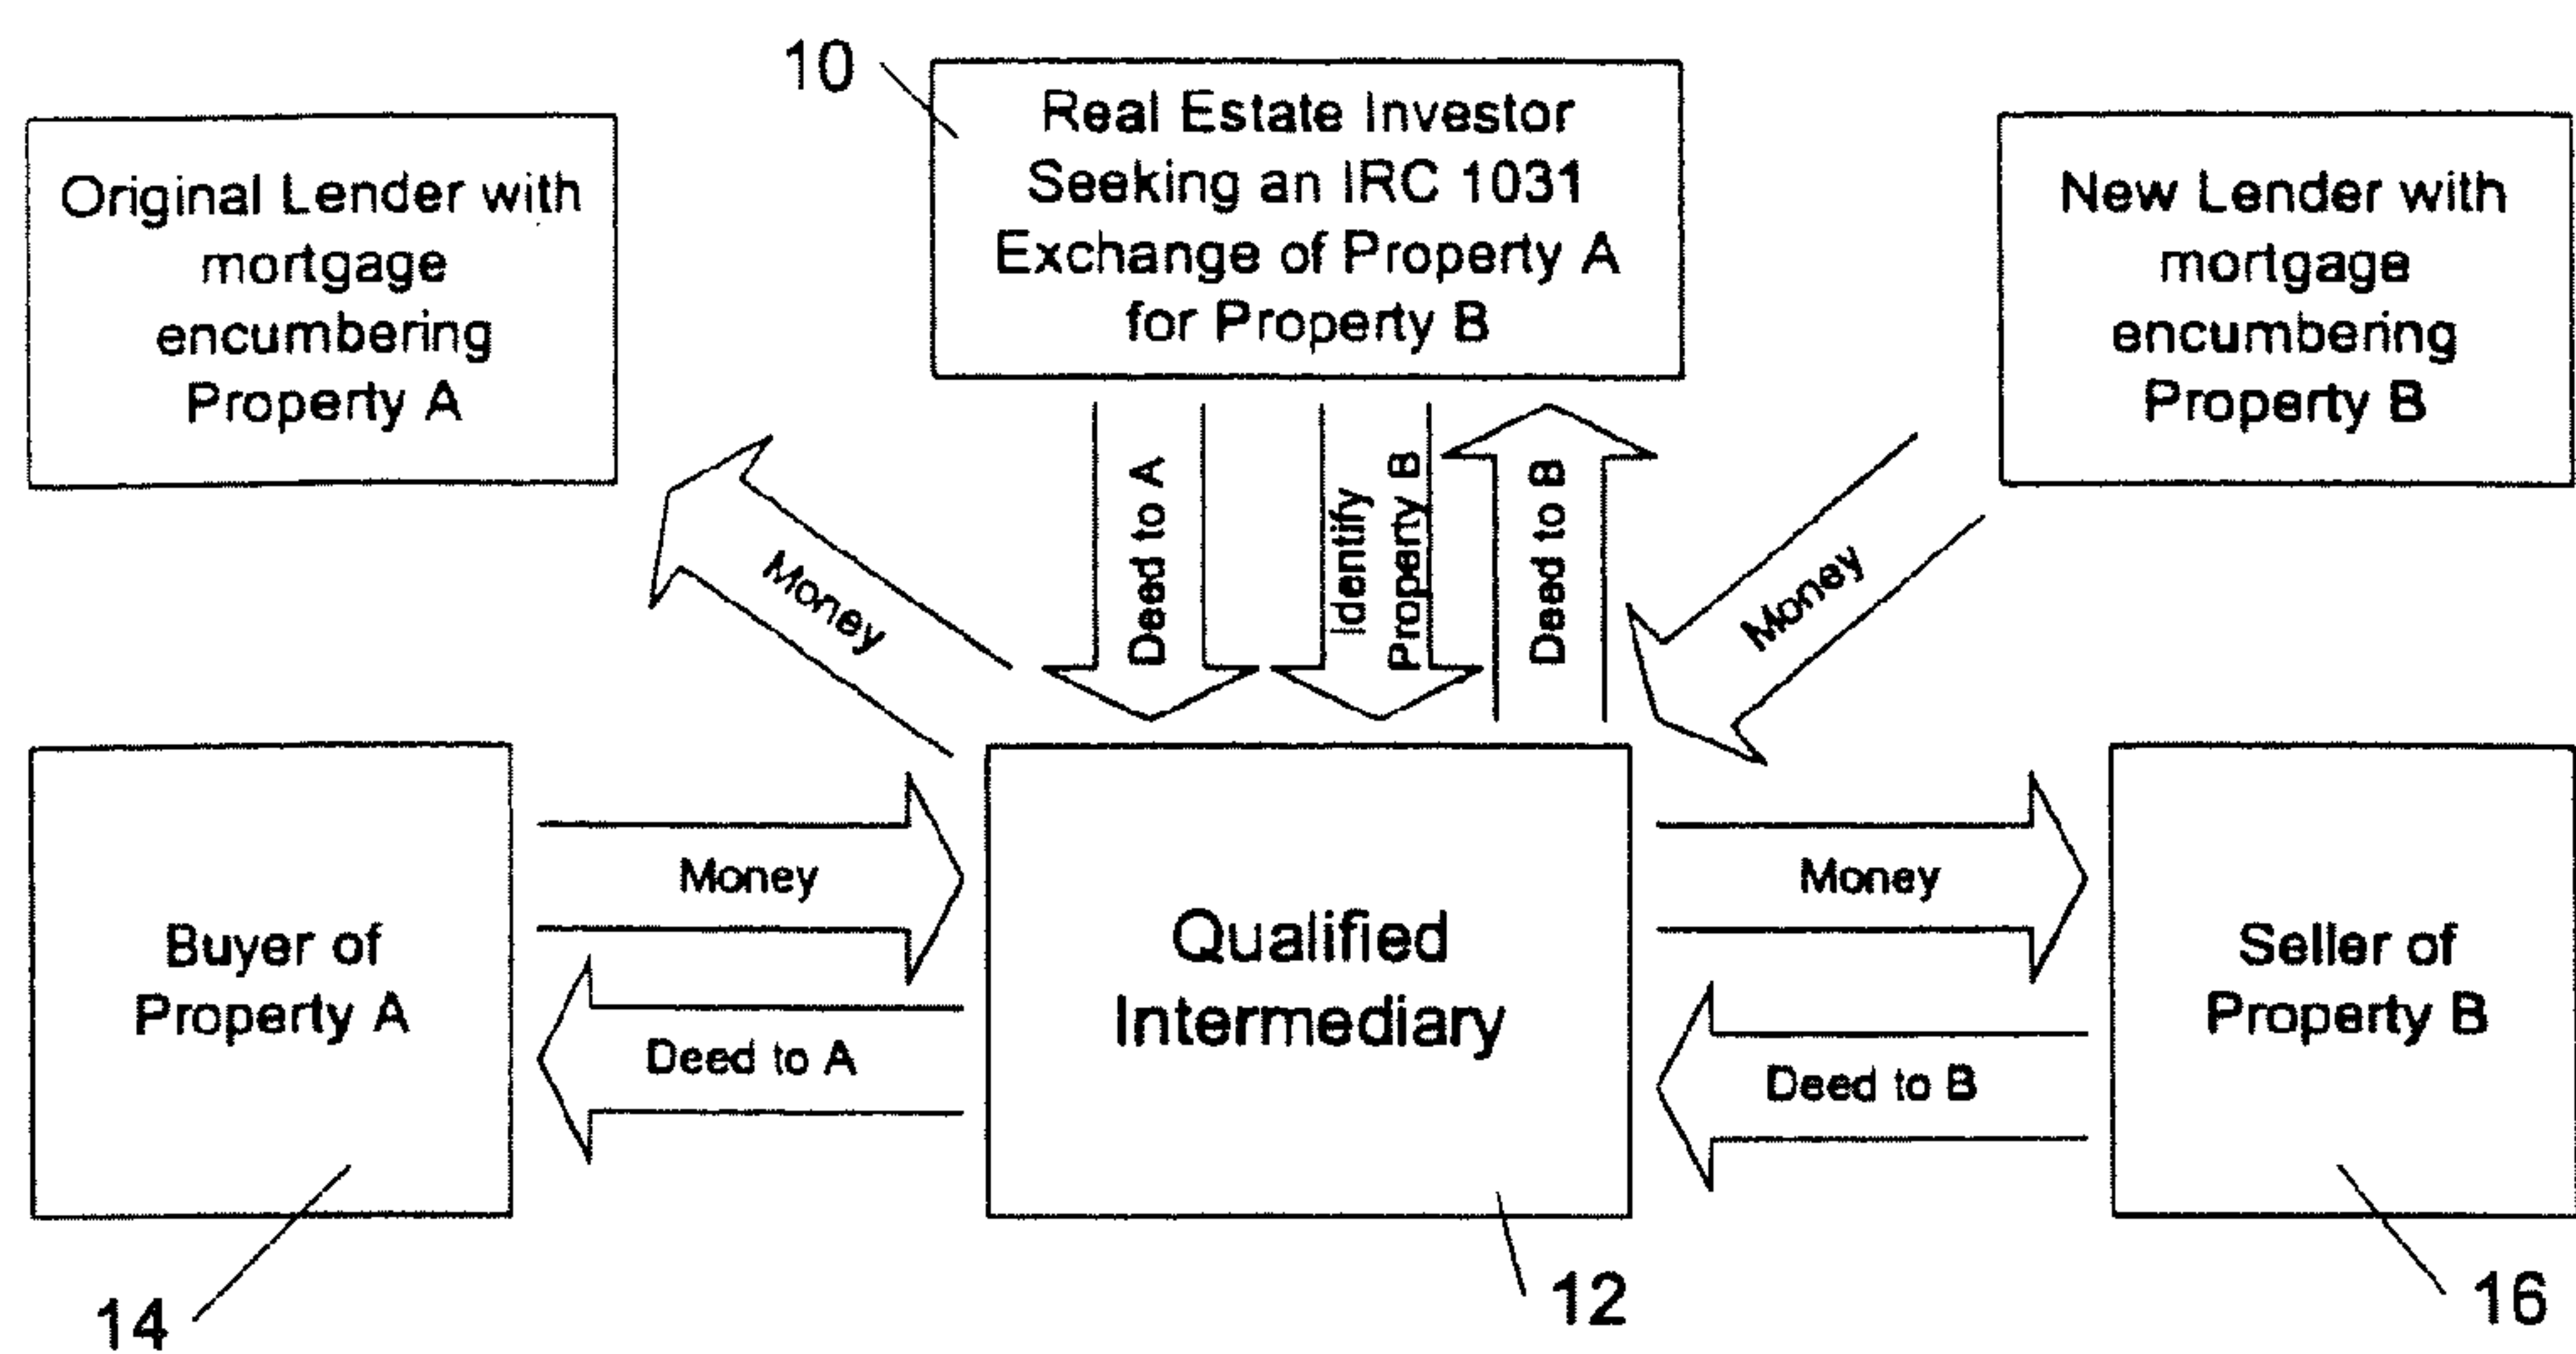 10
Original Lender with
mortgage
encumbering
Property A
Real Estate Investor
Seeking an IRC 1031
Exchange of Property A
for Property B
New Lender with
mortgage
encumbering
Property B
Money
Deed to A
Identify
Property B
Deed to B
Money
Buyer of
Property A
Money
Deed to A
Qualified
Intermediary
Money
Deed to B
Seller of
Property B
14
12
16